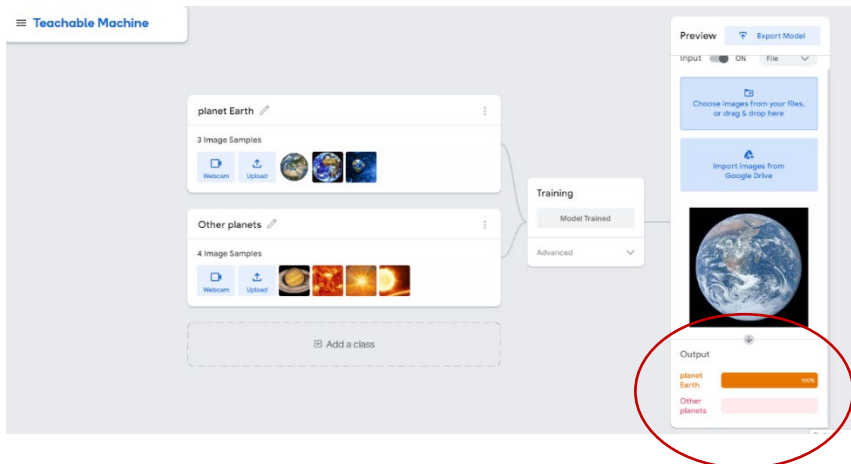 Teachable Machine
Preview
Export Model
Input
ON
File
Choose images from your files,
or drag & drop here
Import images from
Google Drive
planet Earth
3 Image Samples
Webcam
Upload
Other planets
4 Image Samples
Webcam
Upload
Add a class
Training
Model Trained
Advanced
Output
planet
Earth
100%
Other
planets